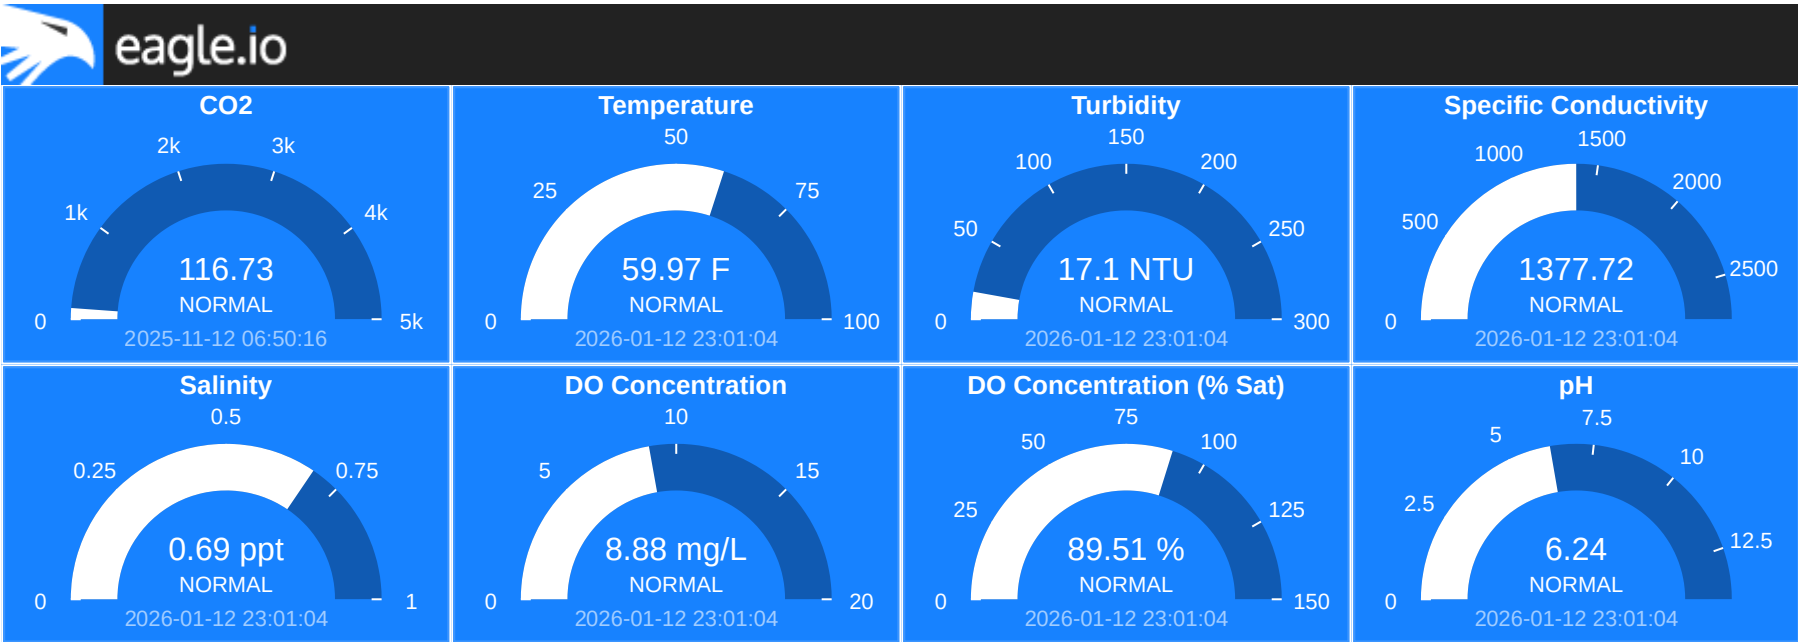 eagle.io
CO2
0
1k
2k
3k
4k
5k
116.73
NORMAL
2025-11-12 06:50:16
Temperature
0
25
50
75
100
59.97 F
NORMAL
2026-01-12 23:01:04
Turbidity
0
50
100
150
200
250
300
17.1 NTU
NORMAL
2026-01-12 23:01:04
Specific Conductivity
0
500
1000
1500
2000
2500
1377.72
NORMAL
2026-01-12 23:01:04
Salinity
0
0.25
0.5
0.75
1
0.69 ppt
NORMAL
2026-01-12 23:01:04
DO Concentration
0
5
10
15
20
8.88 mg/L
NORMAL
2026-01-12 23:01:04
DO Concentration (% Sat)
0
25
50
75
100
125
150
89.51 %
NORMAL
2026-01-12 23:01:04
pH
0
2.5
5
7.5
10
12.5
6.24
NORMAL
2026-01-12 23:01:04